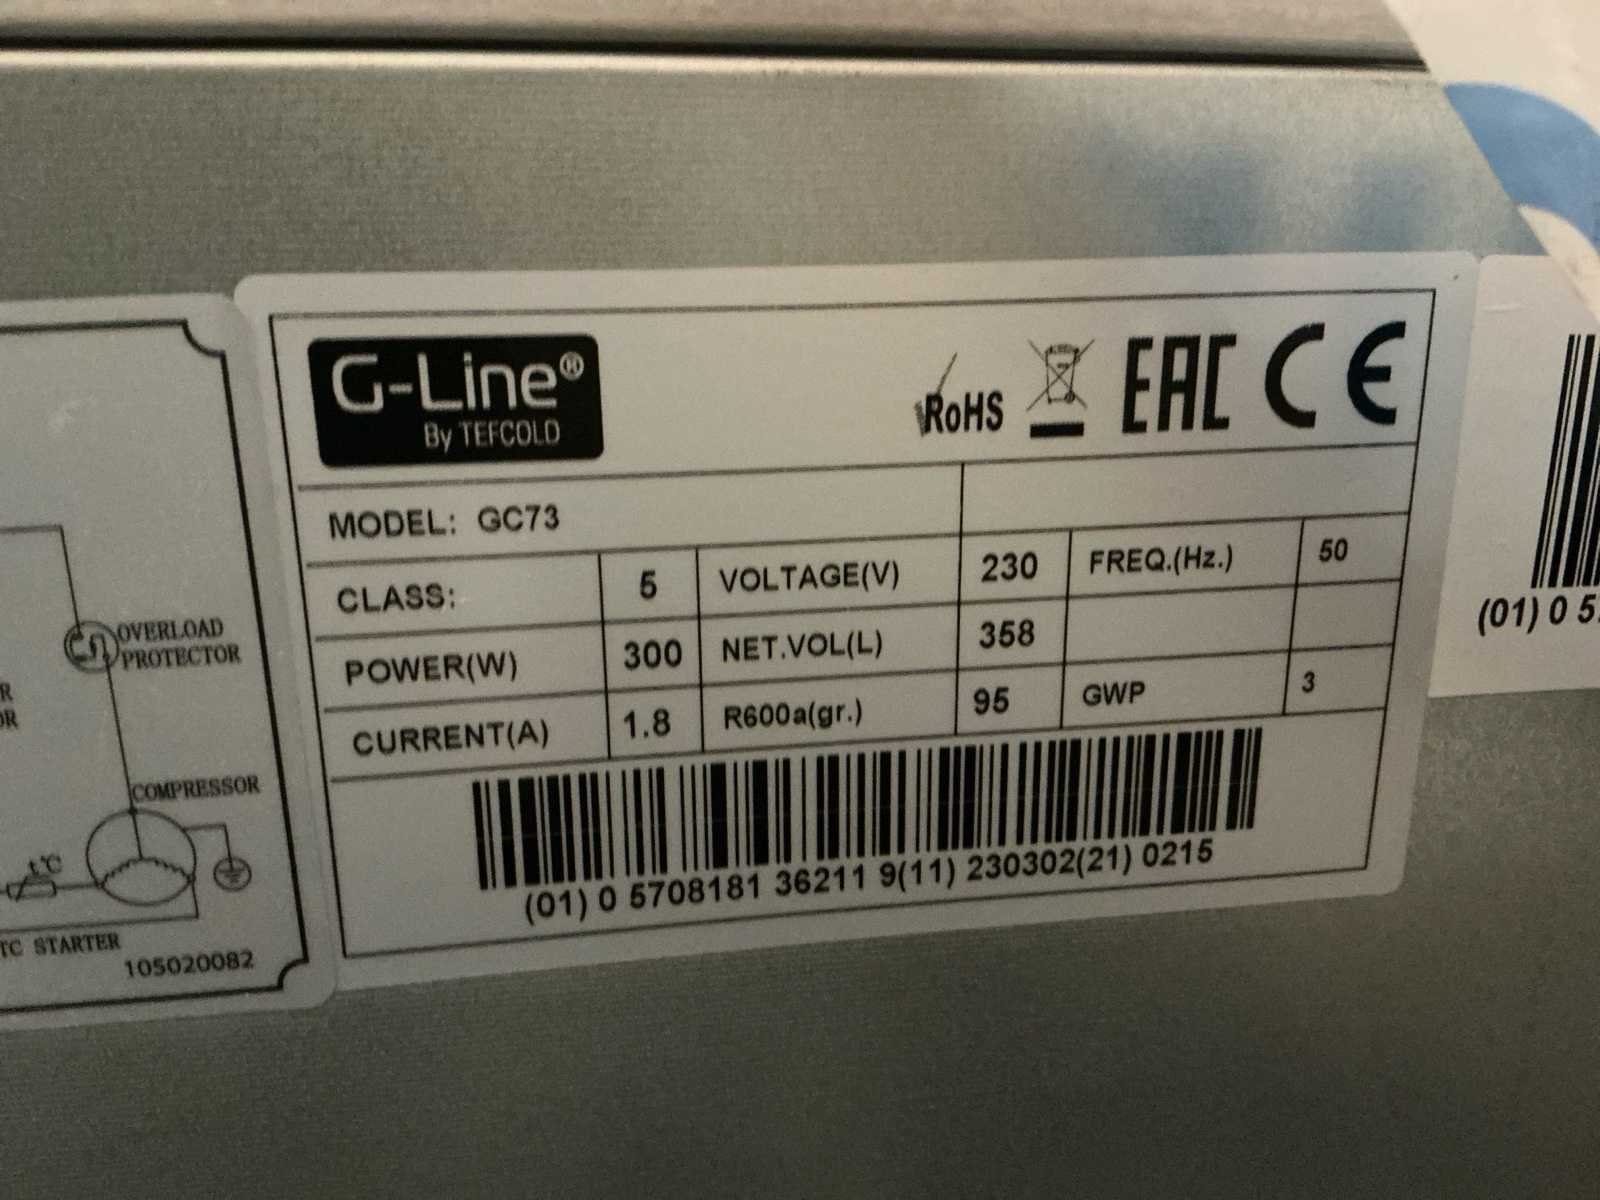 G-Line®
By TEFCOLD
RoHS
EAC CE
MODEL: GC73
CLASS: 5 VOLTAGE(V) 230 FREQ.(Hz.) 50
POWER(W) 300 NET.VOL(L) 358
CURRENT(A) 1.8 R600a(gr.) 95 GWP 3
(01) 0 5708181 36211 9(11) 230302(21) 0215
OVERLOAD
PROTECTOR
R
OR
COMPRESSOR
t℃
TC STARTER
105020082
(01) 0 5